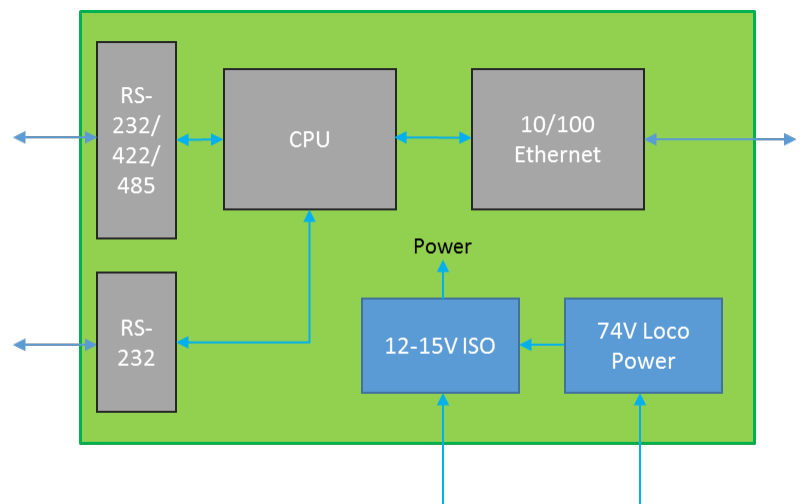 RS-
232/
422/
485
CPU
10/100
Ethernet
Power
RS-
232
12-15V ISO
74V Loco
Power